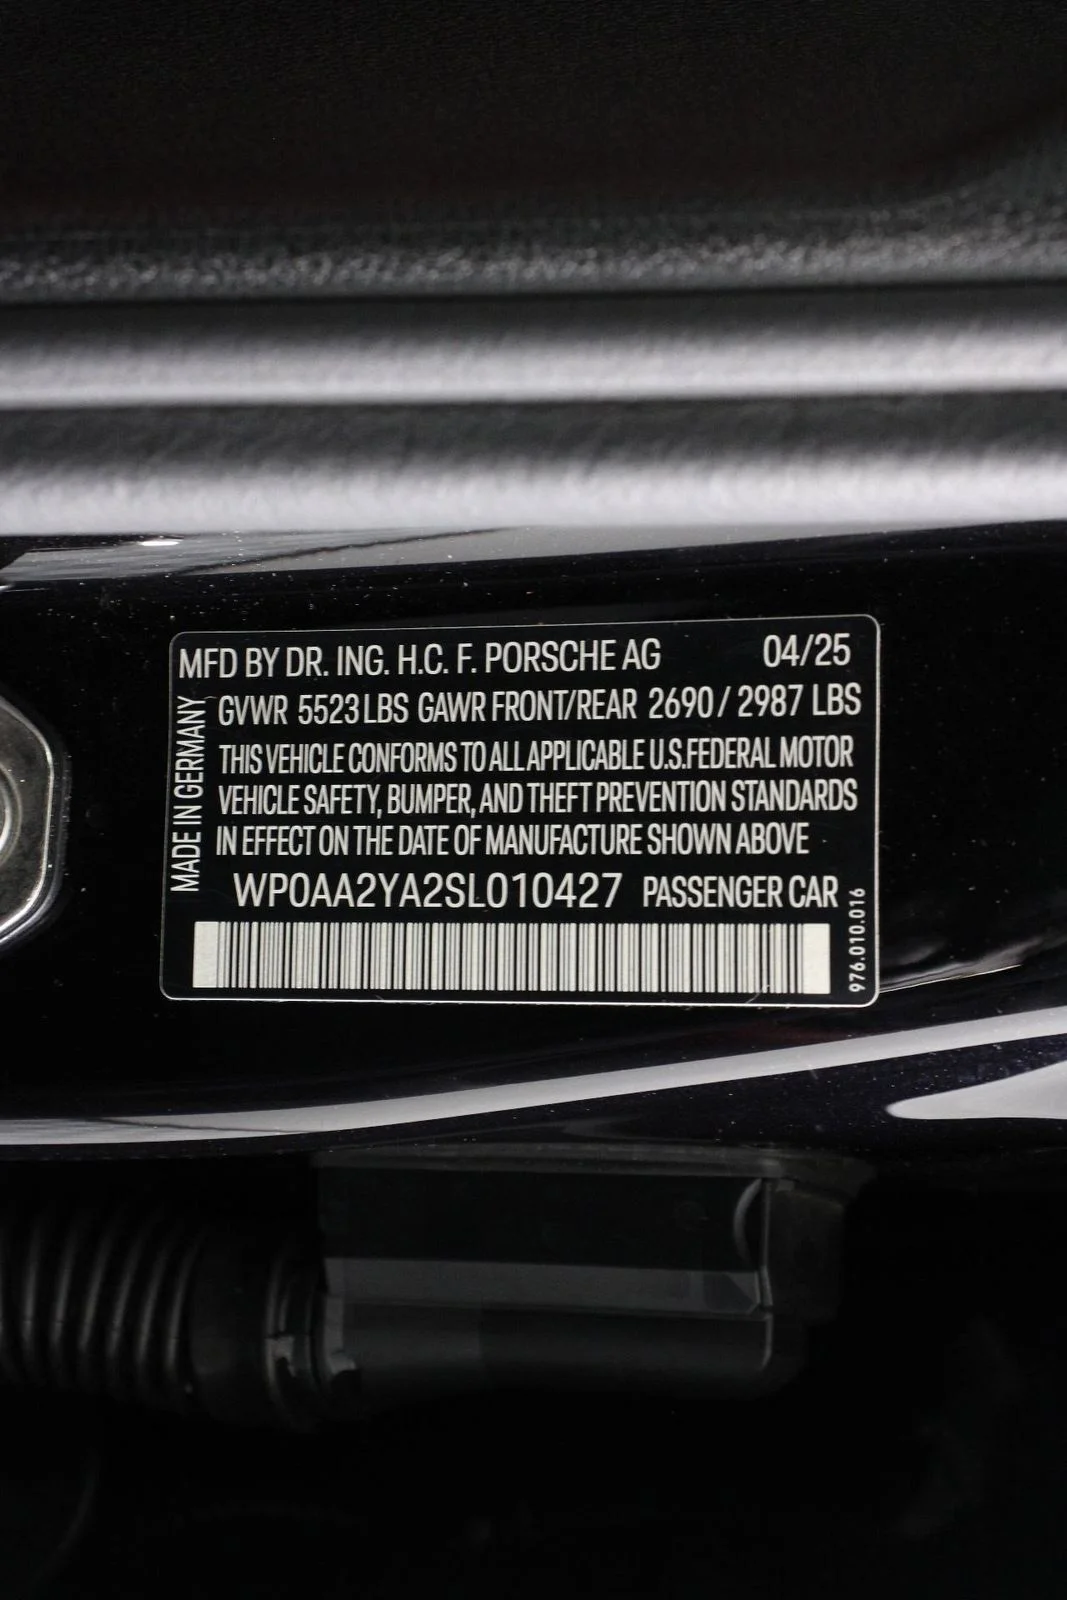 MFD BY DR. ING. H.C. F. PORSCHE AG 04/25
GVWR 5523 LBS GAWR FRONT/REAR 2690 / 2987 LBS
THIS VEHICLE CONFORMS TO ALL APPLICABLE U.S.FEDERAL MOTOR
VEHICLE SAFETY, BUMPER, AND THEFT PREVENTION STANDARDS
IN EFFECT ON THE DATE OF MANUFACTURE SHOWN ABOVE
WP0AA2YA2SL010427 PASSENGER CAR
MADE IN GERMANY
976.010.016